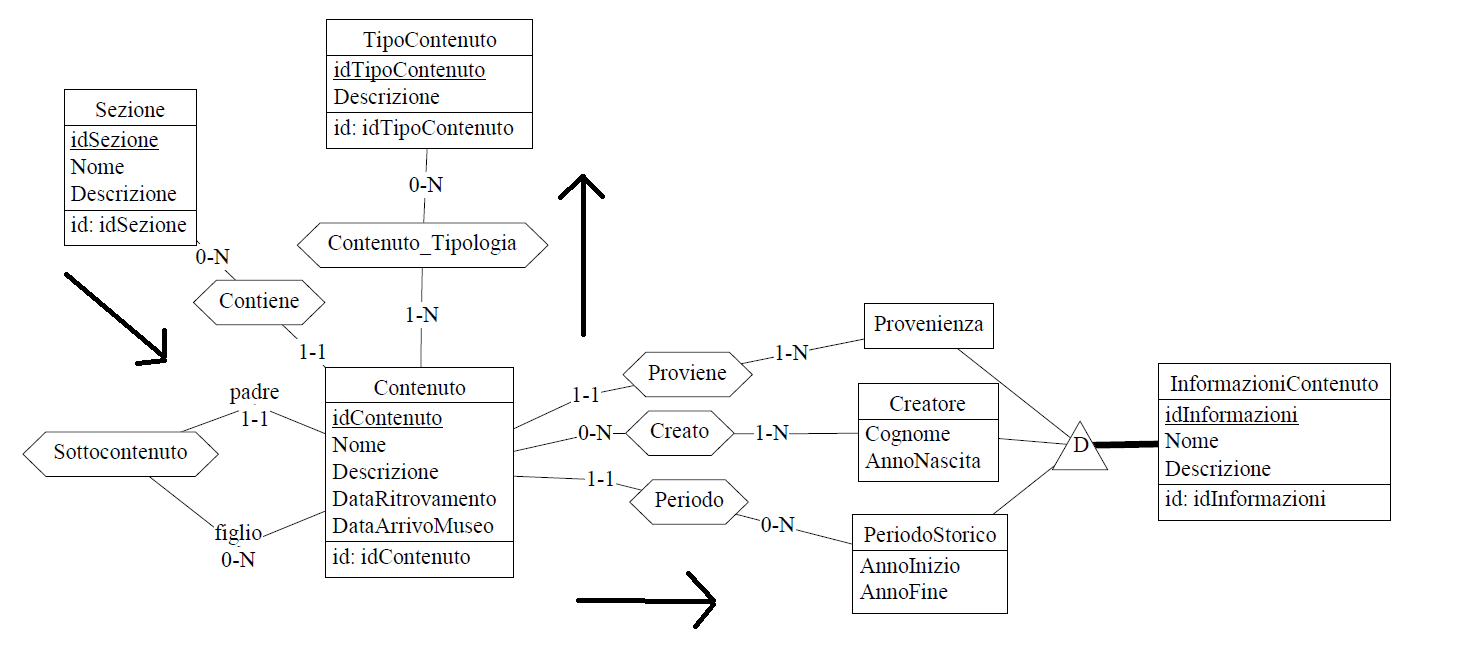 TipoContenuto
idTipoContenuto
Descrizione
id: idTipoContenuto
Sezione
idSezione
Nome
Descrizione
id: idSezione
0-N
Contenuto_Tipologia
1-N
0-N
Contiene
1-1
padre
1-1
Sottocontenuto
figlio
0-N
Contenuto
idContenuto
Nome
Descrizione
DataRitrovamento
DataArrivoMuseo
id: idContenuto
1-1
Proviene
1-N
Provenienza
0-N
Creato
1-N
Creatore
Cognome
AnnoNascita
1-1
Periodo
0-N
PeriodoStorico
AnnoInizio
AnnoFine
D
InformazioniContenuto
idInformazioni
Nome
Descrizione
id: idInformazioni